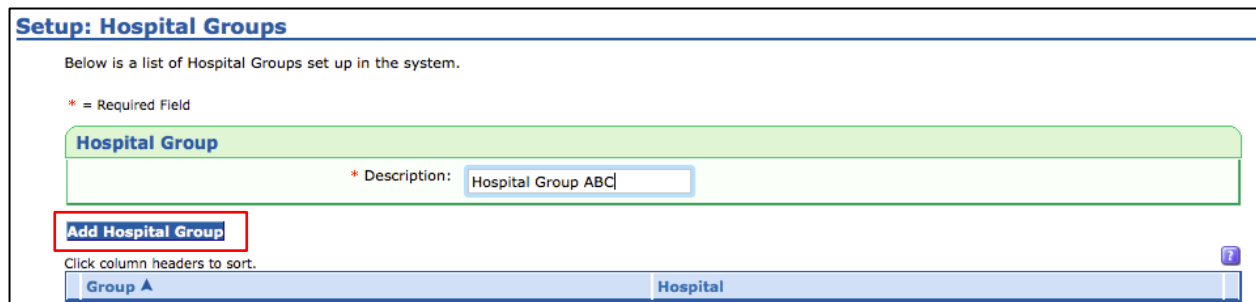 Setup: Hospital Groups
Below is a list of Hospital Groups set up in the system.
* = Required Field
Hospital Group
* Description: Hospital Group ABC
Add Hospital Group
Click column headers to sort.
?
Group ▲ Hospital